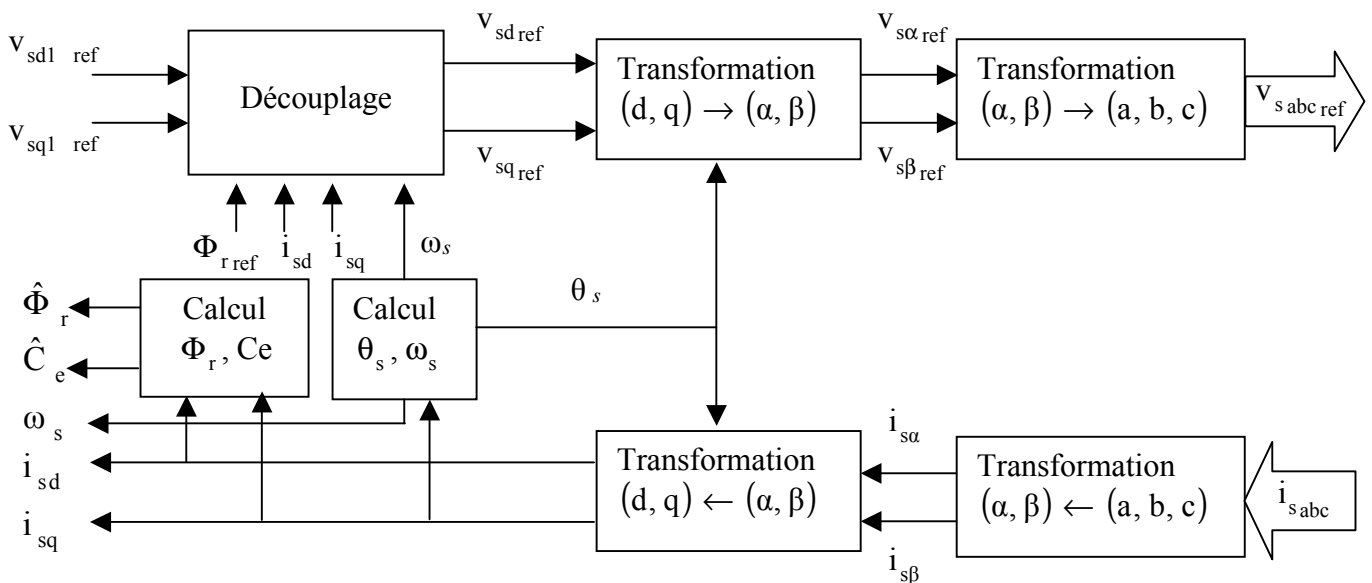 v sd1 ref
v sq1 ref
Découplage
v sd ref
v sq ref
Transformation
(d, q) → (α, β)
v sα ref
v sβ ref
Transformation
(α, β) → (a, b, c)
v s abc ref
Φ r ref
i sd
i sq
ω s
Φ̂ r
Ĉ e
Calcul
Φ r , Ce
Calcul
θ s , ω s
θ s
ω s
i sd
i sq
Transformation
(d, q) ← (α, β)
i sα
i sβ
Transformation
(α, β) ← (a, b, c)
i s abc